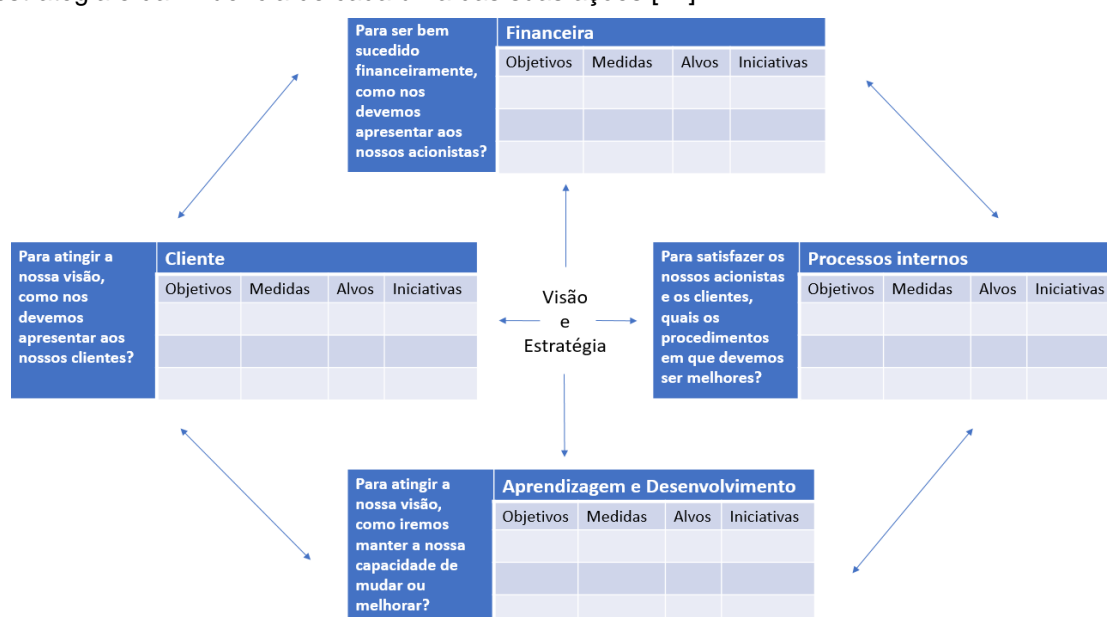 Para ser bem
sucedido
financeiramente,
como nos
devemos
apresentar aos
nossos acionistas?
Financeira
Objetivos Medidas Alvos Iniciativas
Para atingir a
nossa visão,
como nos
devemos
apresentar aos
nossos clientes?
Cliente
Objetivos Medidas Alvos Iniciativas
Visão
e
Estratégia
Para satisfazer os
nossos acionistas
e os clientes,
quais os
procedimentos
em que devemos
ser melhores?
Processos internos
Objetivos Medidas Alvos Iniciativas
Para atingir a
nossa visão,
como iremos
manter a nossa
capacidade de
mudar ou
melhorar?
Aprendizagem e Desenvolvimento
Objetivos Medidas Alvos Iniciativas